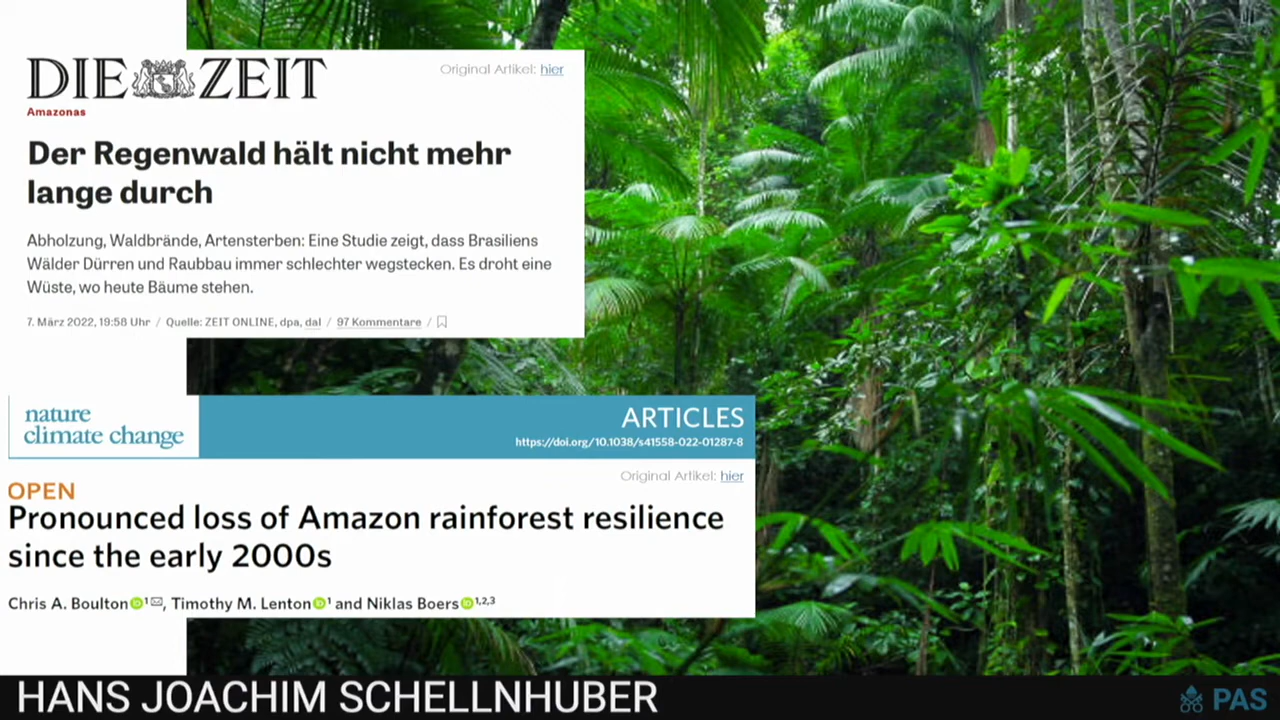 DIE ZEIT
Original Artikel: hier
Amazonas
Der Regenwald hält nicht mehr
lange durch
Abholzung, Waldbrände, Artensterben: Eine Studie zeigt, dass Brasiliens
Wälder Dürren und Raubbau immer schlechter wegstecken. Es droht eine
Wüste, wo heute Bäume stehen.
7. März 2022, 19:58 Uhr / Quelle: ZEIT ONLINE, dpa, dal / 97 Kommentare /
nature
climate change
ARTICLES
https://doi.org/10.1038/s41558-022-01287-8
Original Artikel: hier
OPEN
Pronounced loss of Amazon rainforest resilience
since the early 2000s
Chris A. Boulton 1, Timothy M. Lenton 1 and Niklas Boers 1,2,3
HANS JOACHIM SCHELLNHUBER
PAS